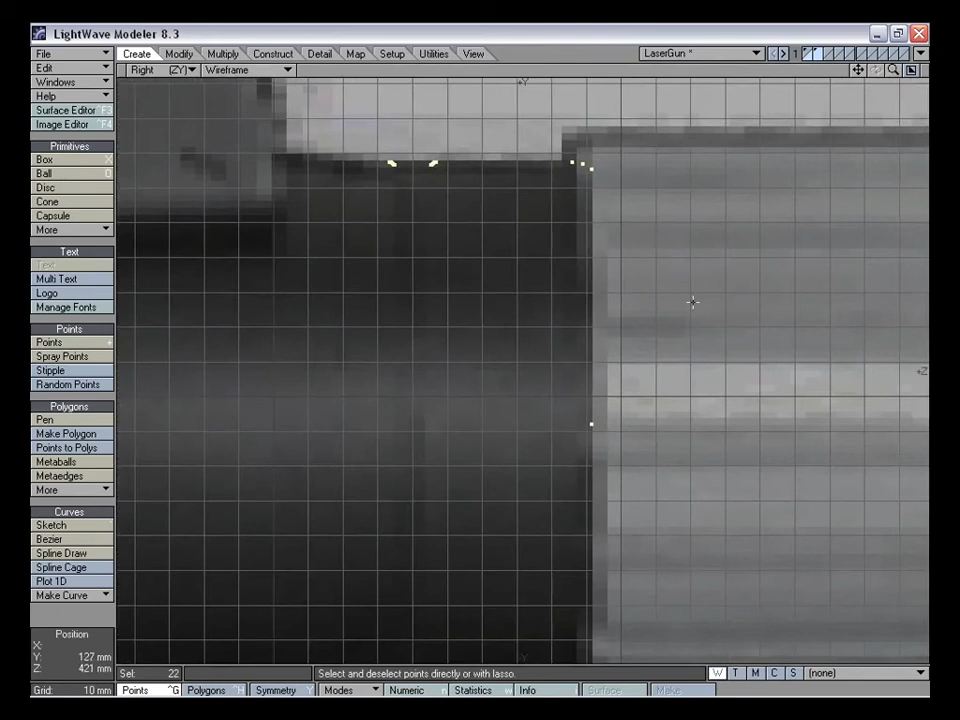 LightWave Modeler 8.3
File Create Modify Multiply Construct Detail Map Setup Utilities View LaserGun * 1
Edit Right (ZY) Wireframe
Windows
Help
Surface Editor ^F3
Image Editor ^F4
Primitives
Box X
Ball O
Disc
Cone
Capsule
More
Text
Text
Multi Text
Logo
Manage Fonts
Points
Points +
Spray Points
Stipple
Random Points
Polygons
Pen
Make Polygon
Points to Polys
Metaballs
Metaedges
More
Curves
Sketch
Bezier
Spline Draw
Spline Cage
Plot 1D
Make Curve
Position
X:
Y: 127 mm
Z: 421 mm
Sel: 22 Select and deselect points directly or with lasso. W T M C S (none)
Grid: 10 mm Points ^G Polygons ^H Symmetry Y Modes Numeric n Statistics w Info i Surface Make
+Y
+Z
-Y